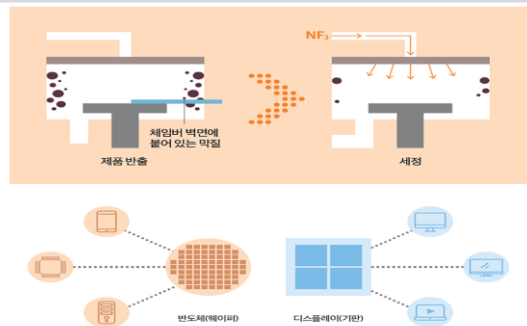 NF₃
체임버 벽면에
붙어 있는 막질
제품 반출
세정
반도체(웨이퍼)
디스플레이(기판)